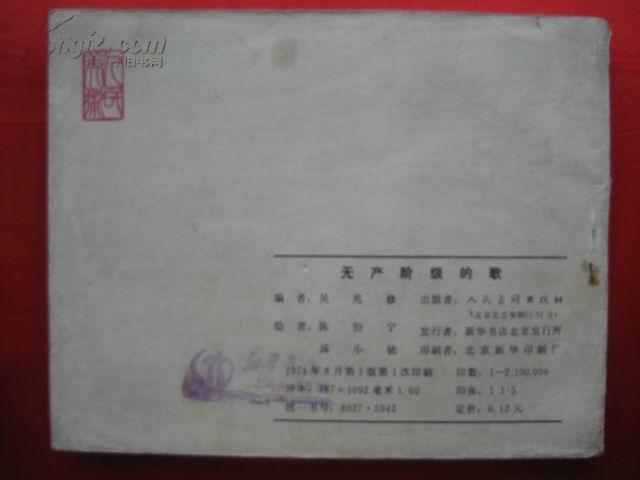 Kongfz.com
孔夫子旧书网
人民美术
无产阶级的歌
编者:吴兆修 出版者:人民美术出版社
(北京北总布胡同32号)
绘者:陈衍宁 发行者:新华书店北京发行所
汤小铭 印刷者:北京新华印刷厂
1974年8月第1版第1次印刷 印数:1—2,100,000
开本:787×1092毫米1/60 印张:1 1/5
统一书号:8027·5942 定价:0.12元